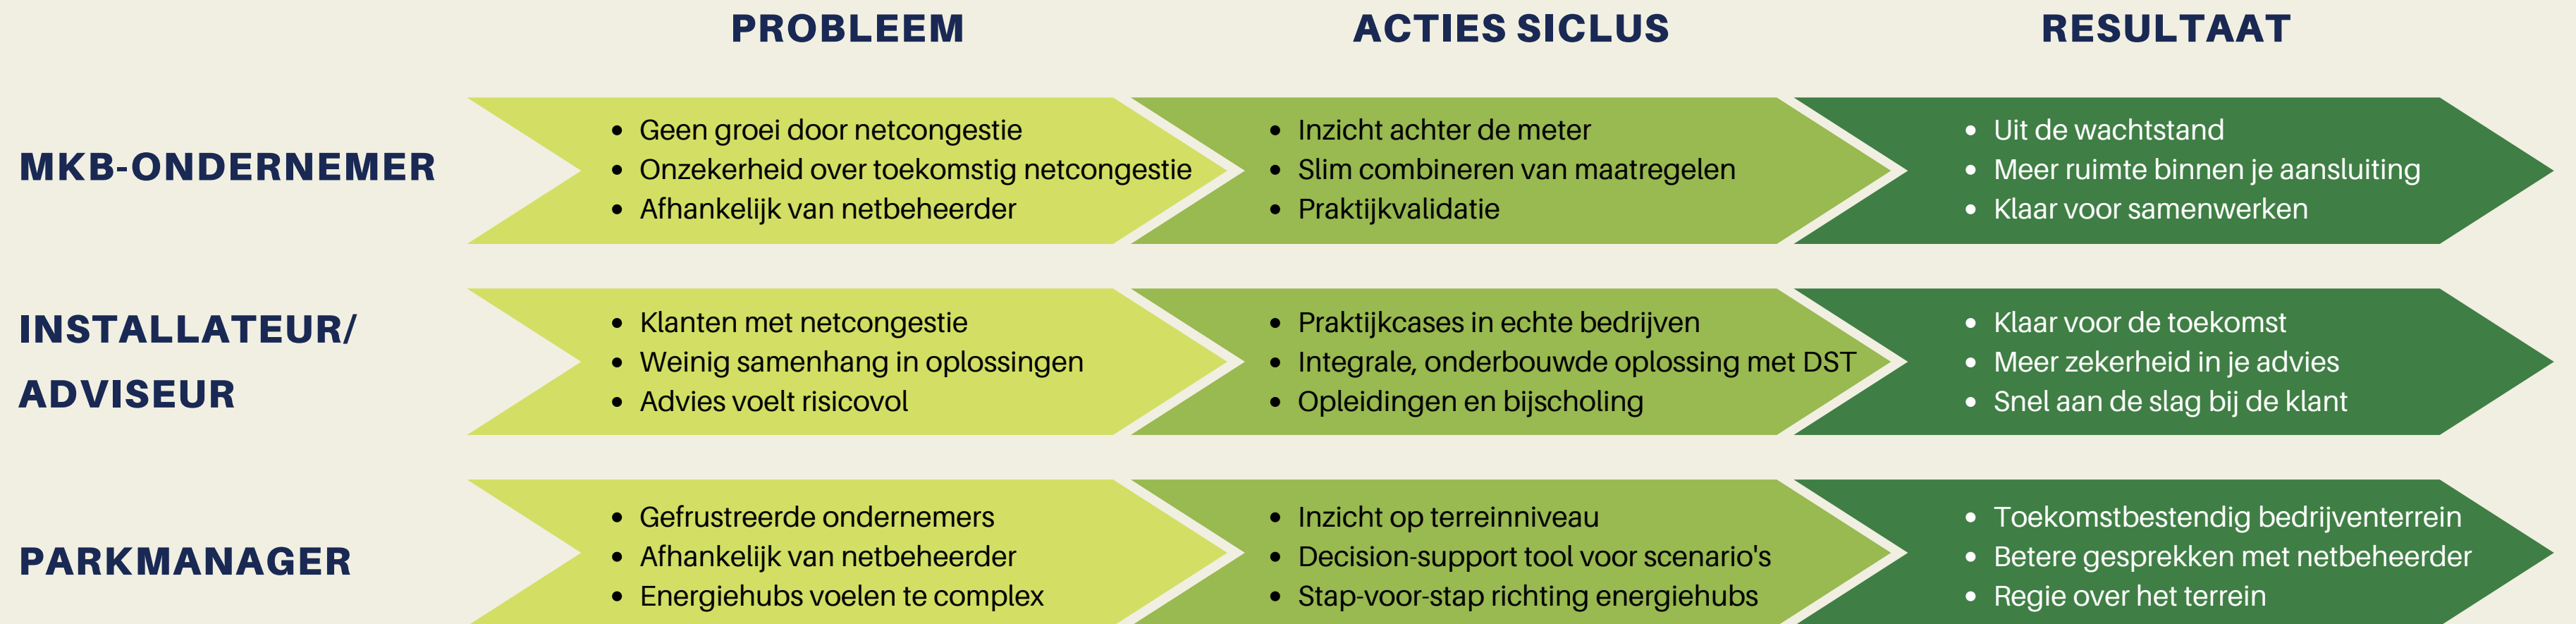 PROBLEEM
ACTIES SICLUS
RESULTAAT
MKB-ONDERNEMER
• Geen groei door netcongestie
• Onzekerheid over toekomstig netcongestie
• Afhankelijk van netbeheerder
• Inzicht achter de meter
• Slim combineren van maatregelen
• Praktijkvalidatie
• Uit de wachtstand
• Meer ruimte binnen je aansluiting
• Klaar voor samenwerken
INSTALLATEUR/
ADVISEUR
• Klanten met netcongestie
• Weinig samenhang in oplossingen
• Advies voelt risicovol
• Praktijkcases in echte bedrijven
• Integrale, onderbouwde oplossing met DST
• Opleidingen en bijscholing
• Klaar voor de toekomst
• Meer zekerheid in je advies
• Snel aan de slag bij de klant
PARKMANAGER
• Gefrustreerde ondernemers
• Afhankelijk van netbeheerder
• Energiehubs voelen te complex
• Inzicht op terreinniveau
• Decision-support tool voor scenario's
• Stap-voor-stap richting energiehubs
• Toekomstbestendig bedrijventerrein
• Betere gesprekken met netbeheerder
• Regie over het terrein